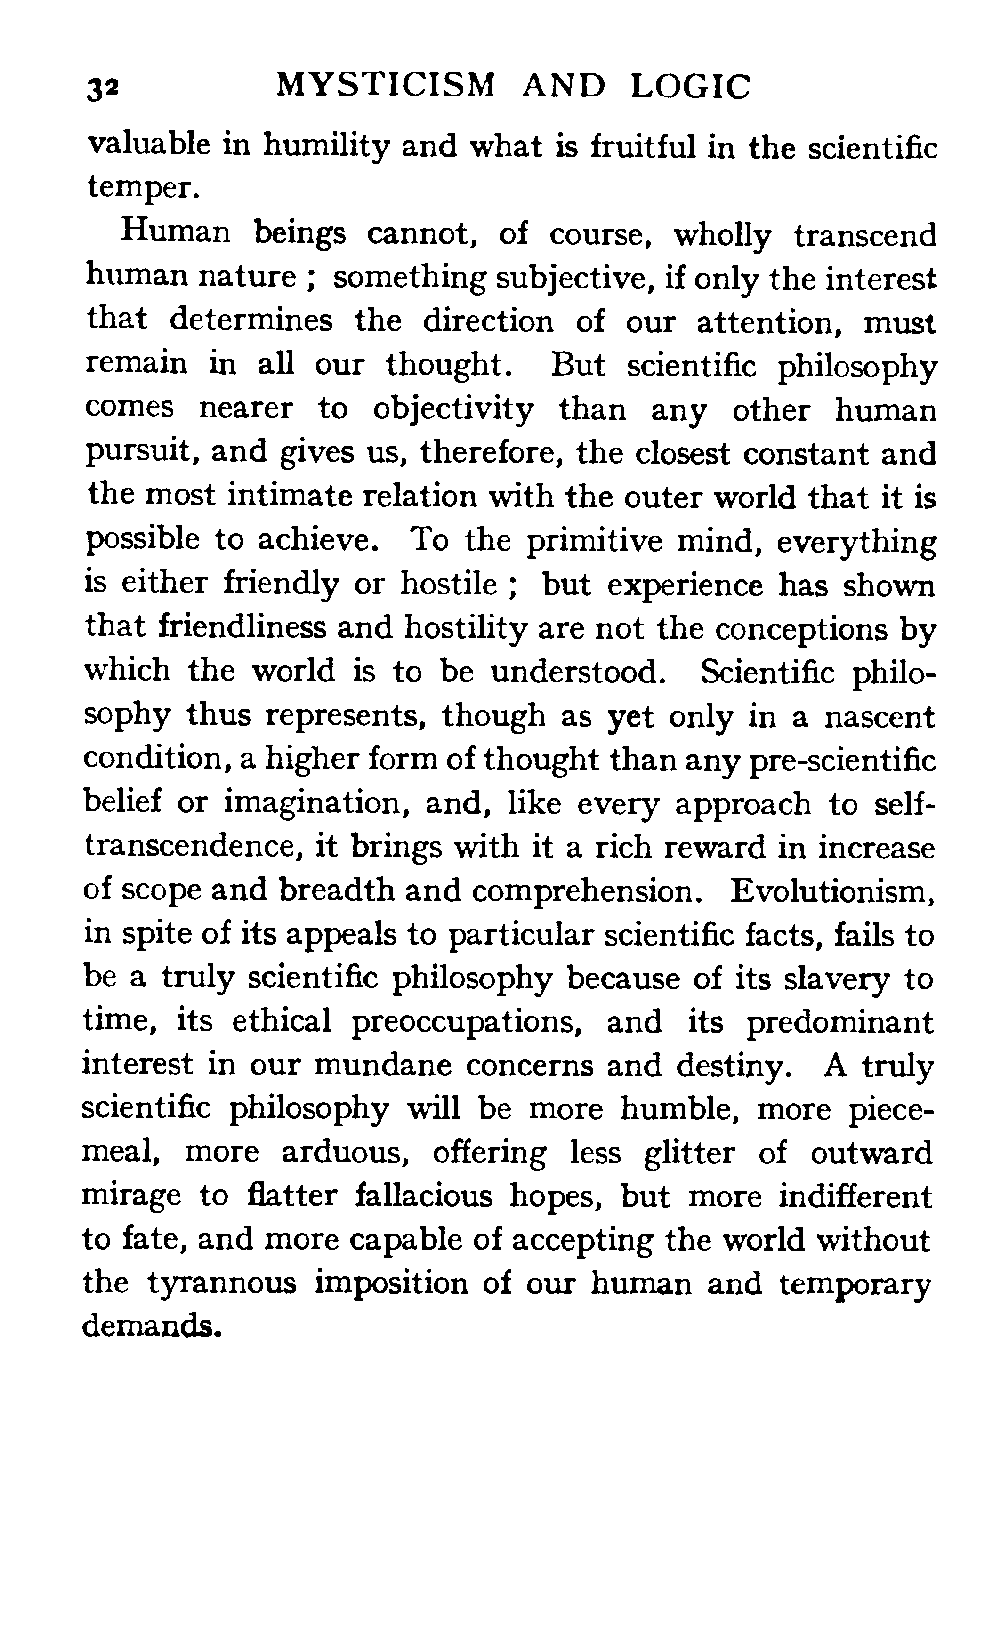 32 MYSTICISM AND LOGIC
valuable in humility and what is fruitful in the scientific
temper.
Human beings cannot, of course, wholly transcend
human nature ; something subjective, if only the interest
that determines the direction of our attention, must
remain in all our thought. But scientific philosophy
comes nearer to objectivity than any other human
pursuit, and gives us, therefore, the closest constant and
the most intimate relation with the outer world that it is
possible to achieve. To the primitive mind, everything
is either friendly or hostile ; but experience has shown
that friendliness and hostility are not the conceptions by
which the world is to be understood. Scientific philo-
sophy thus represents, though as yet only in a nascent
condition, a higher form of thought than any pre-scientific
belief or imagination, and, like every approach to self-
transcendence, it brings with it a rich reward in increase
of scope and breadth and comprehension. Evolutionism,
in spite of its appeals to particular scientific facts, fails to
be a truly scientific philosophy because of its slavery to
time, its ethical preoccupations, and its predominant
interest in our mundane concerns and destiny. A truly
scientific philosophy will be more humble, more piece-
meal, more arduous, offering less glitter of outward
mirage to flatter fallacious hopes, but more indifferent
to fate, and more capable of accepting the world without
the tyrannous imposition of our human and temporary
demands.